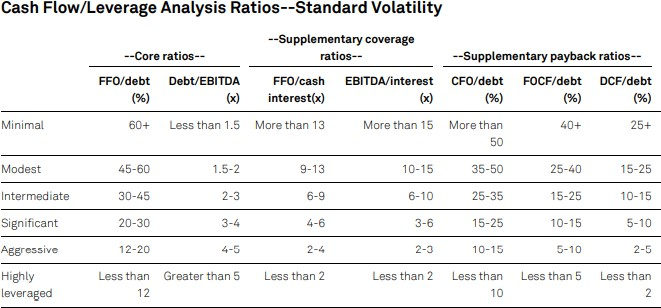 Cash Flow/Leverage Analysis Ratios--Standard Volatility
--Core ratios-- --Supplementary coverage ratios-- --Supplementary payback ratios--
FFO/debt (%) Debt/EBITDA (x) FFO/cash interest(x) EBITDA/interest (x) CFO/debt (%) FOCF/debt (%) DCF/debt (%)
Minimal 60+ Less than 1.5 More than 13 More than 15 More than 50 40+ 25+
Modest 45-60 1.5-2 9-13 10-15 35-50 25-40 15-25
Intermediate 30-45 2-3 6-9 6-10 25-35 15-25 10-15
Significant 20-30 3-4 4-6 3-6 15-25 10-15 5-10
Aggressive 12-20 4-5 2-4 2-3 10-15 5-10 2-5
Highly leveraged Less than 12 Greater than 5 Less than 2 Less than 2 Less than 10 Less than 5 Less than 2